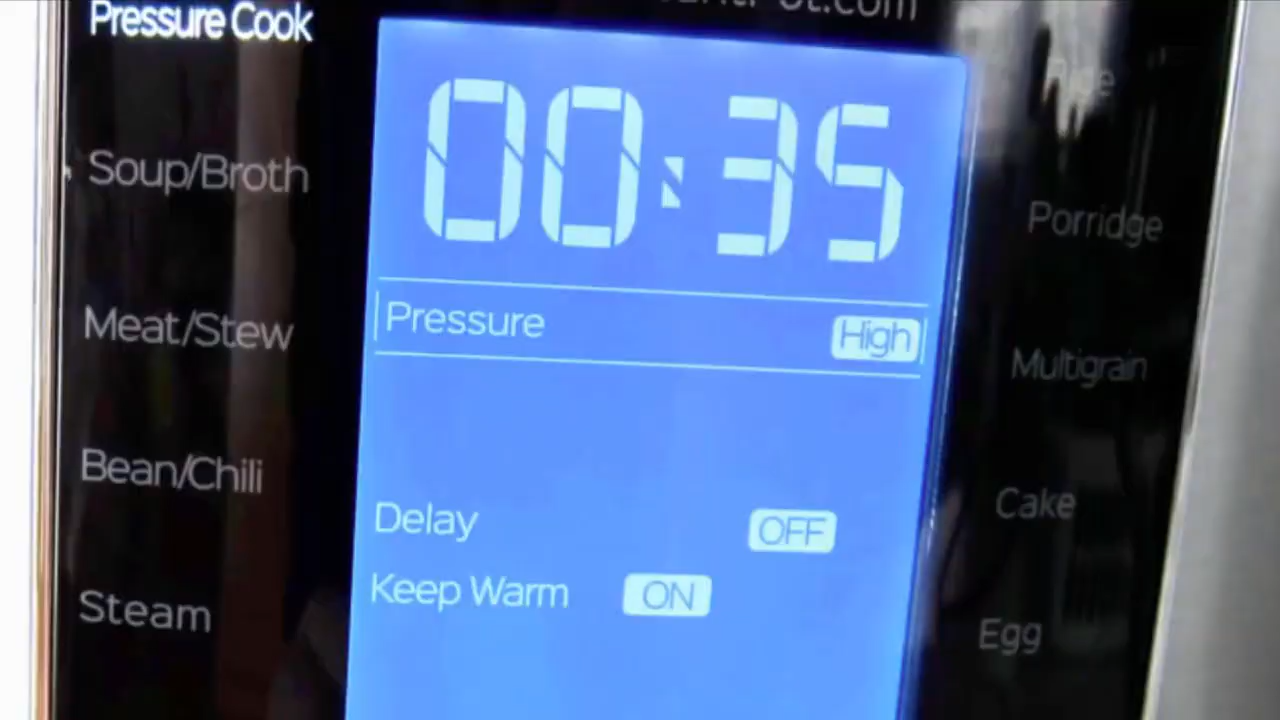 Pressure Cook
00:35
Soup/Broth
Porridge
Pressure High
Meat/Stew
Multigrain
Bean/Chili
Cake
Delay OFF
Keep Warm ON
Steam
Egg